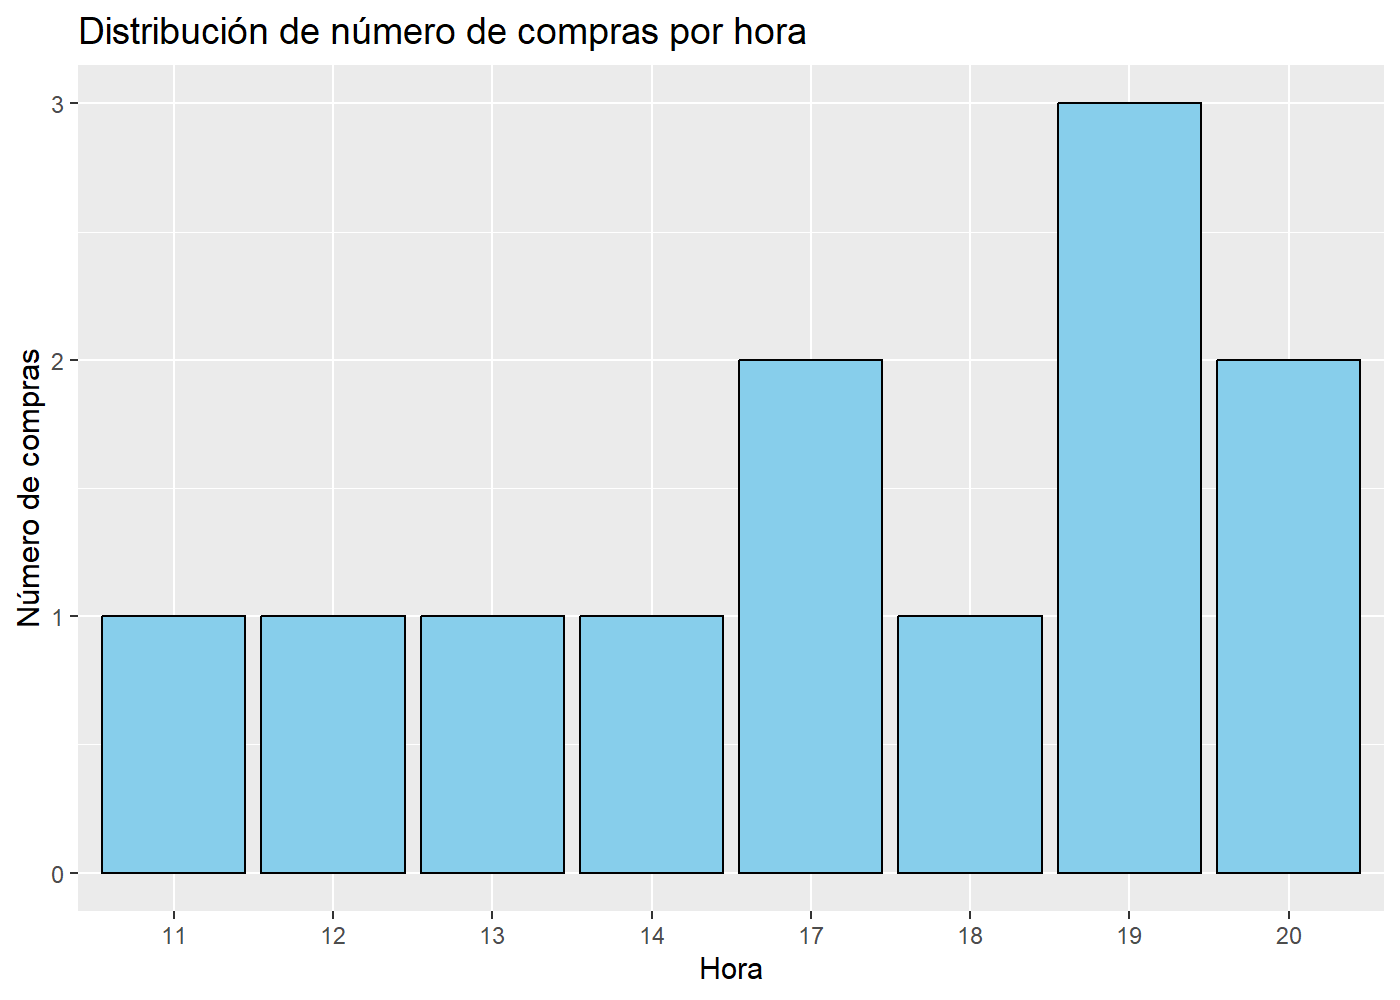 Distribución de número de compras por hora
Número de compras
3
2
1
0
11 12 13 14 17 18 19 20
Hora